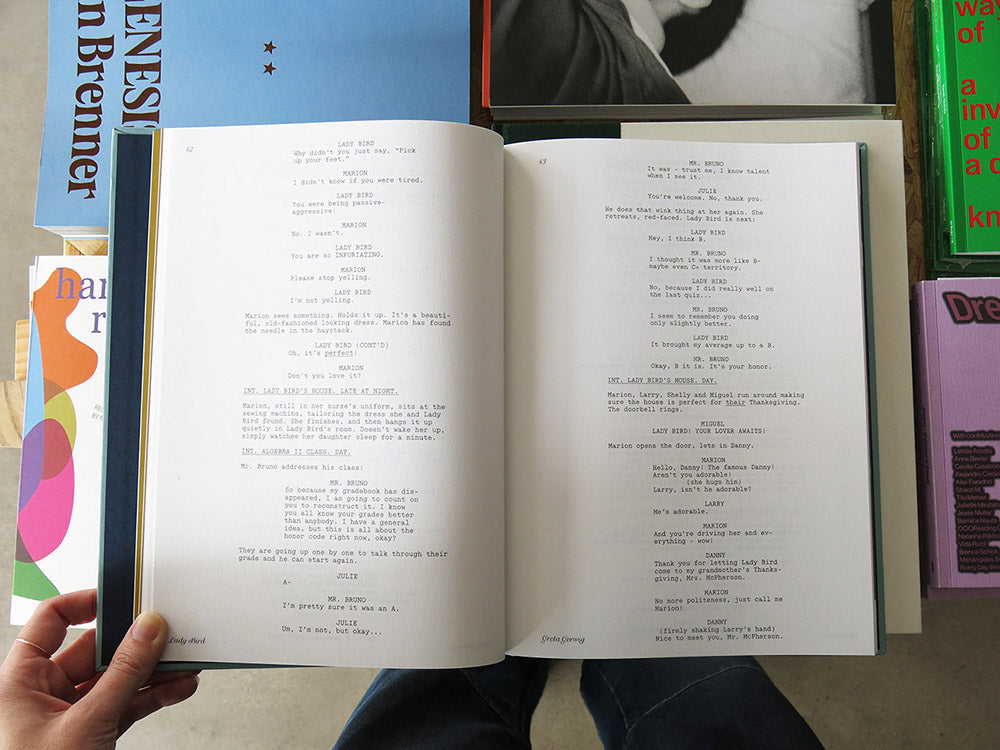 ENESI
n Brenner
har
r
way
of
a
inv
of
a d
kn
Dre
With contribution
Letizia Acosta
42
LADY BIRD
Why didn't you just say, "Pick
up your feet."
MARION
I didn't know if you were tired.
LADY BIRD
You were being passive-
aggressive!
MARION
No. I wasn't.
LADY BIRD
You are so INFURIATING.
MARION
Please stop yelling.
LADY BIRD
I'm not yelling.
Marion sees something. Holds it up. It's a beauti-
ful, old-fashioned looking dress. Marion has found
the needle in the haystack.
LADY BIRD (CONT'D)
Oh, it's perfect!
MARION
Don't you love it?
INT. LADY BIRD'S HOUSE. LATE AT NIGHT.
Marion, still in her nurse's uniform, sits at the
sewing machine, tailoring the dress she and Lady
Bird found. She finishes, and then hangs it up
quietly in Lady Bird's room. Doesn't wake her up,
simply watches her daughter sleep for a minute.
INT. ALGEBRA II CLASS. DAY.
Mr. Bruno addresses his class:
MR. BRUNO
So because my gradebook has dis-
appeared, I am going to count on
you to reconstruct it. I know
you all know your grades better
than anybody. I have a general
idea, but this is all about the
honor code right now, okay?
They are going up one by one to talk through their
grade and he can start again.
JULIE
A-
MR. BRUNO
I'm pretty sure it was an A.
JULIE
Um, I'm not, but okay...
Lady Bird
43
MR. BRUNO
It was - trust me, I know talent
when I see it.
JULIE
You're welcome. No, thank you.
He does that wink thing at her again. She
retreats, red-faced. Lady Bird is next:
LADY BIRD
Hey, I think B.
MR. BRUNO
I thought it was more like B-
maybe even C+ territory.
LADY BIRD
No, because I did really well on
the last quiz...
MR. BRUNO
I seem to remember you doing
only slightly better.
LADY BIRD
It brought my average up to a B.
MR. BRUNO
Okay, B it is. It's your honor.
INT. LADY BIRD'S HOUSE. DAY.
Marion, Larry, Shelly and Miguel run around making
sure the house is perfect for their Thanksgiving.
The doorbell rings.
MIGUEL
LADY BIRD! YOUR LOVER AWAITS!
Marion opens the door, lets in Danny.
MARION
Hello, Danny! The famous Danny!
Aren't you adorable!
(she hugs him)
Larry, isn't he adorable?
LARRY
He's adorable.
MARION
And you're driving her and ev-
erything - wow!
DANNY
Thank you for letting Lady Bird
come to my grandmother's Thanks-
giving, Mrs. McPherson.
MARION
No more politeness, just call me
Marion!
DANNY
(firmly shaking Larry's hand)
Nice to meet you, Mr. McPherson.
Greta Gerwig